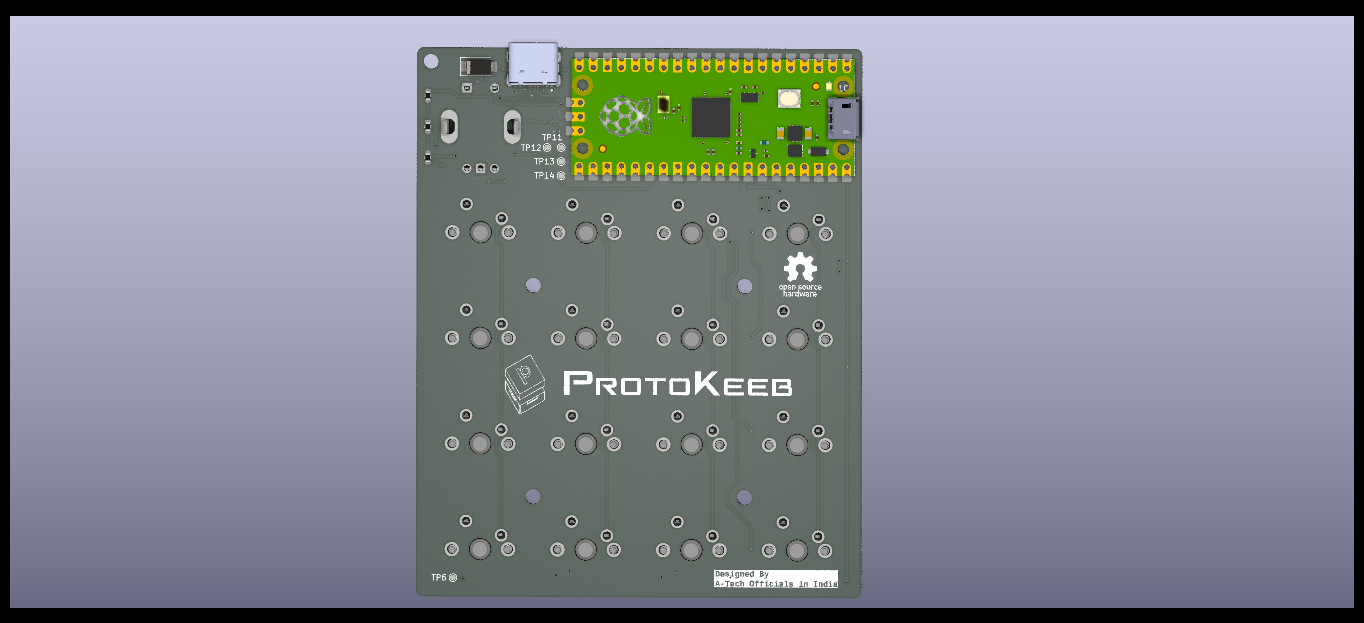 TP11
TP12
TP13
TP14
open source
hardware
PROTOKEEB
TP6
Designed By
A-Tech Officials in India